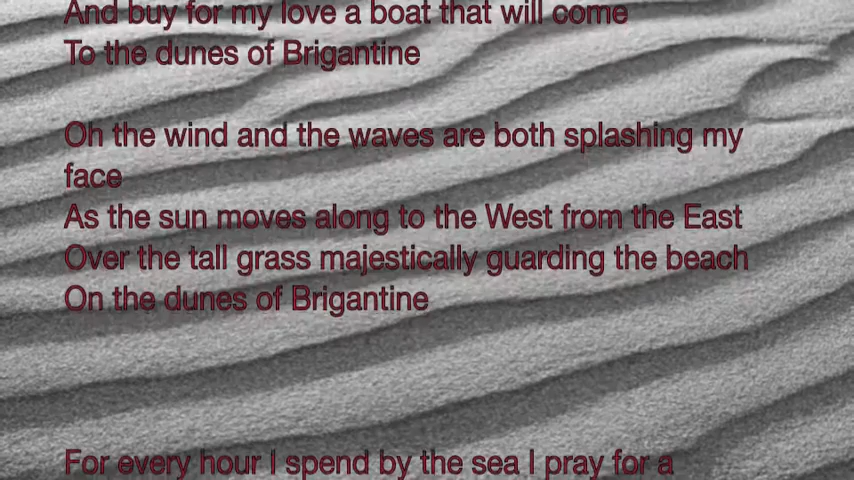 And buy for my love a boat that will come
To the dunes of Brigantine
Oh the wind and the waves are both splashing my
face
As the sun moves along to the West from the East
Over the tall grass majestically guarding the beach
On the dunes of Brigantine
For every hour I spend by the sea I pray for a